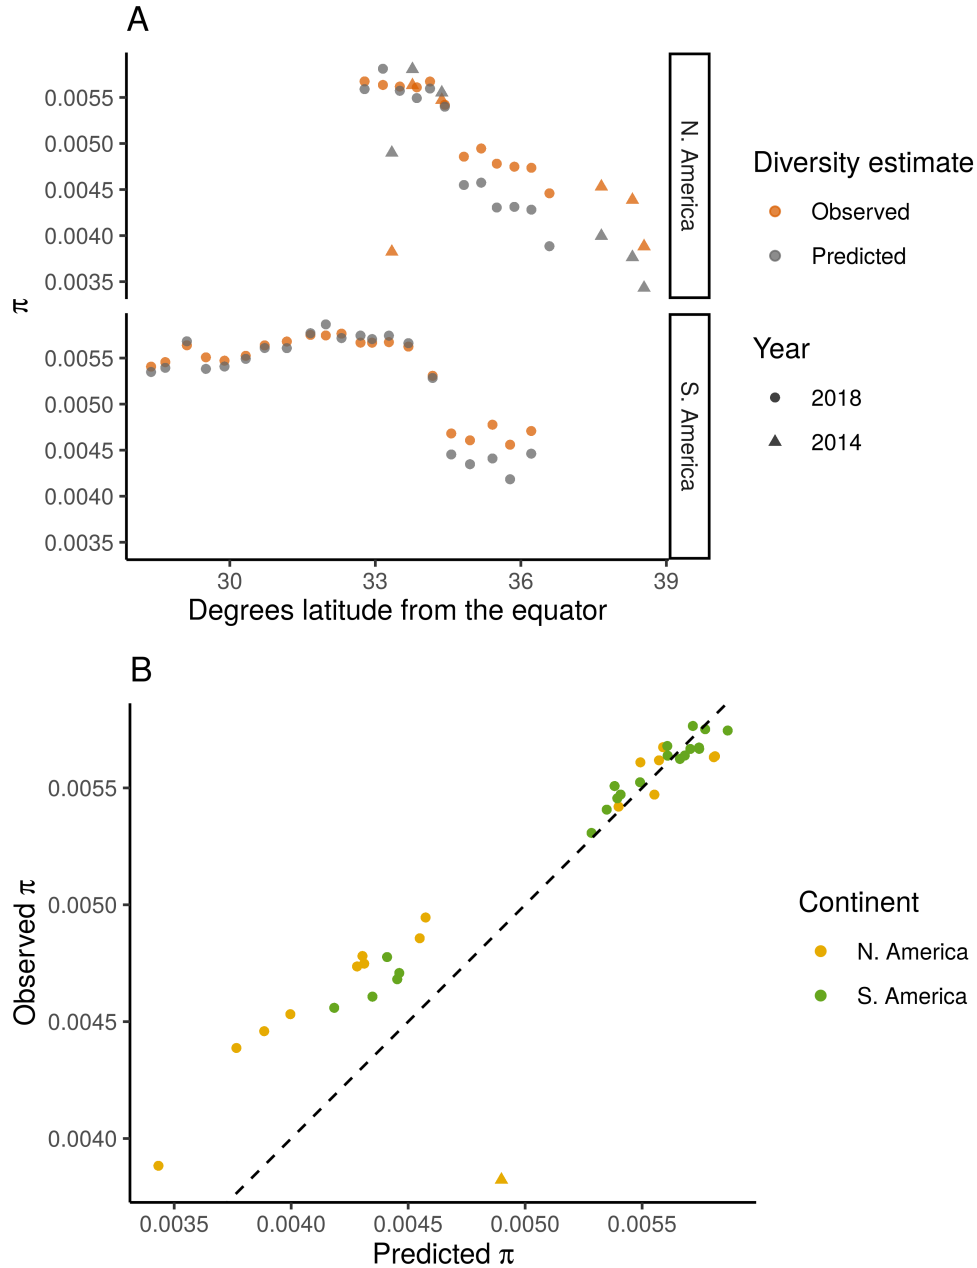 A
0.0055
0.0050
0.0045
0.0040
0.0035
N. America
π
0.0055
0.0050
0.0045
0.0040
0.0035
S. America
30 33 36 39
Degrees latitude from the equator
Diversity estimate
Observed
Predicted
Year
2018
2014
B
0.0055
0.0050
0.0045
0.0040
Observed π
0.0035 0.0040 0.0045 0.0050 0.0055
Predicted π
Continent
N. America
S. America